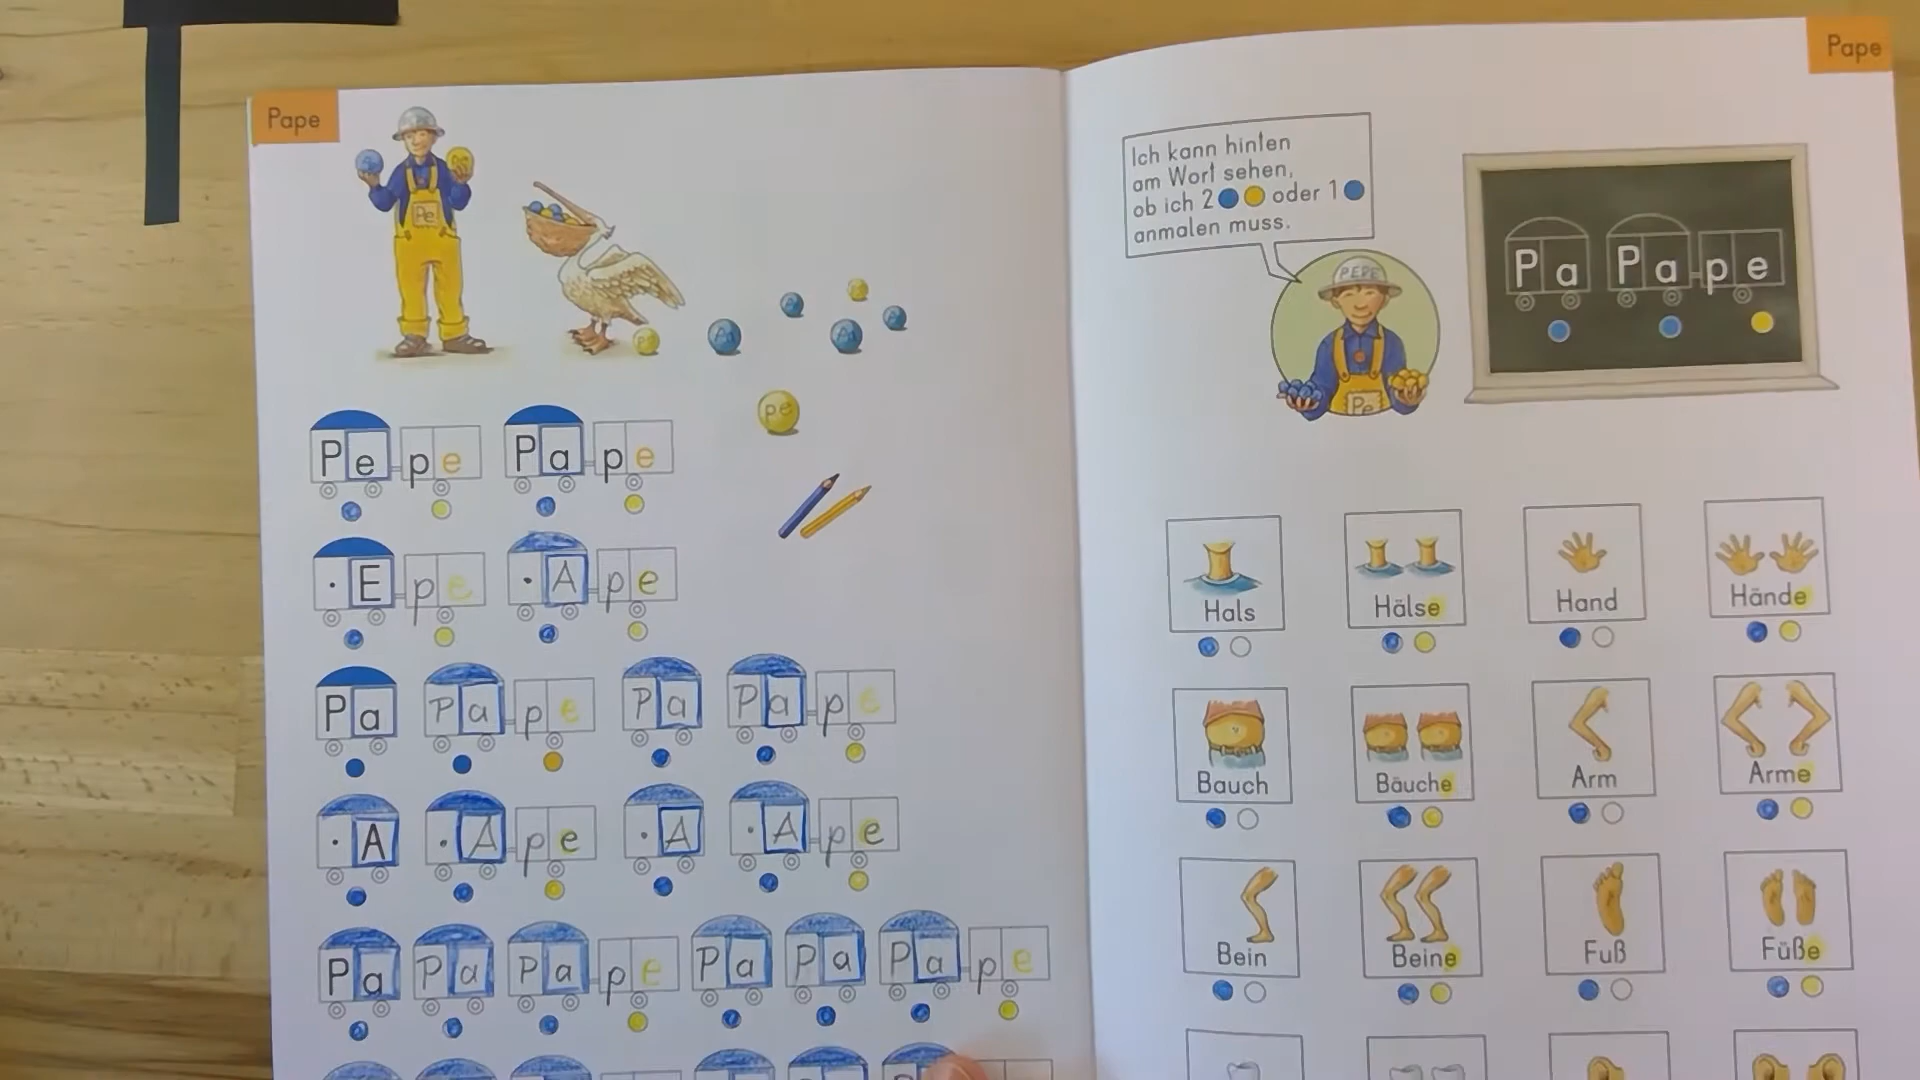 Pape
Pe
pe
Pepe Pape
·Epe ·Ape
Pa Pape Pa Pape
·A ·Ape ·A ·Ape
Pa Pa Pape Pa Pa Pape
Pape
Ich kann hinten
am Wort sehen,
ob ich 2 oder 1
anmalen muss.
PEPE
Pe
Pa Pape
Hals Hälse Hand Hände
Bauch Bäuche Arm Arme
Bein Beine Fuß Füße